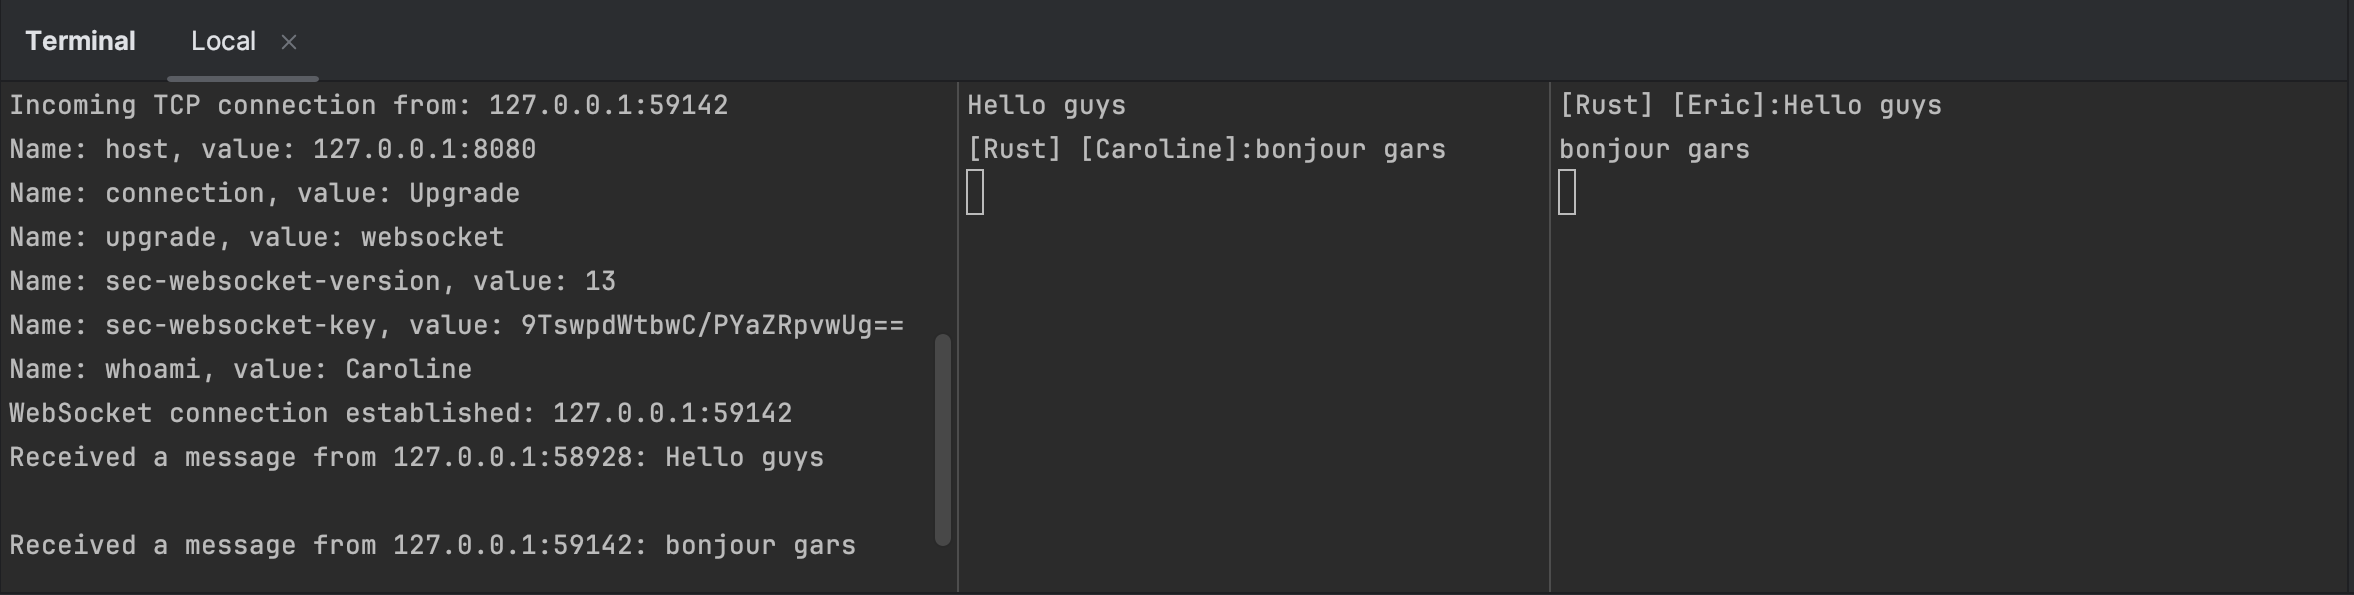 Terminal Local
Incoming TCP connection from: 127.0.0.1:59142
Name: host, value: 127.0.0.1:8080
Name: connection, value: Upgrade
Name: upgrade, value: websocket
Name: sec-websocket-version, value: 13
Name: sec-websocket-key, value: 9TswpdWtbwC/PYaZRpvwUg==
Name: whoami, value: Caroline
WebSocket connection established: 127.0.0.1:59142
Received a message from 127.0.0.1:58928: Hello guys
Received a message from 127.0.0.1:59142: bonjour gars
Hello guys
[Rust] [Caroline]:bonjour gars
[Rust] [Eric]:Hello guys
bonjour gars